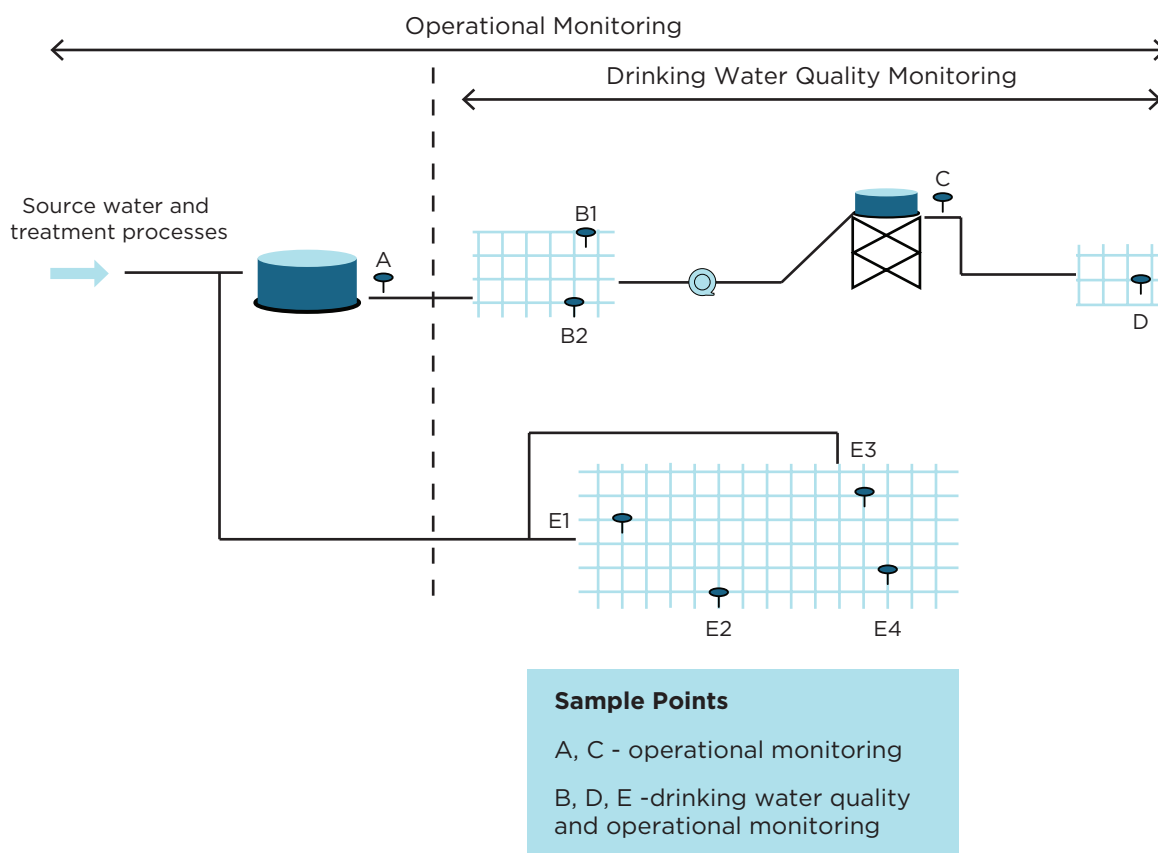 Operational Monitoring
Drinking Water Quality Monitoring
Source water and
treatment processes
A
B1
B2
C
D
E1
E3
E2
E4
Sample Points
A, C - operational monitoring
B, D, E -drinking water quality
and operational monitoring